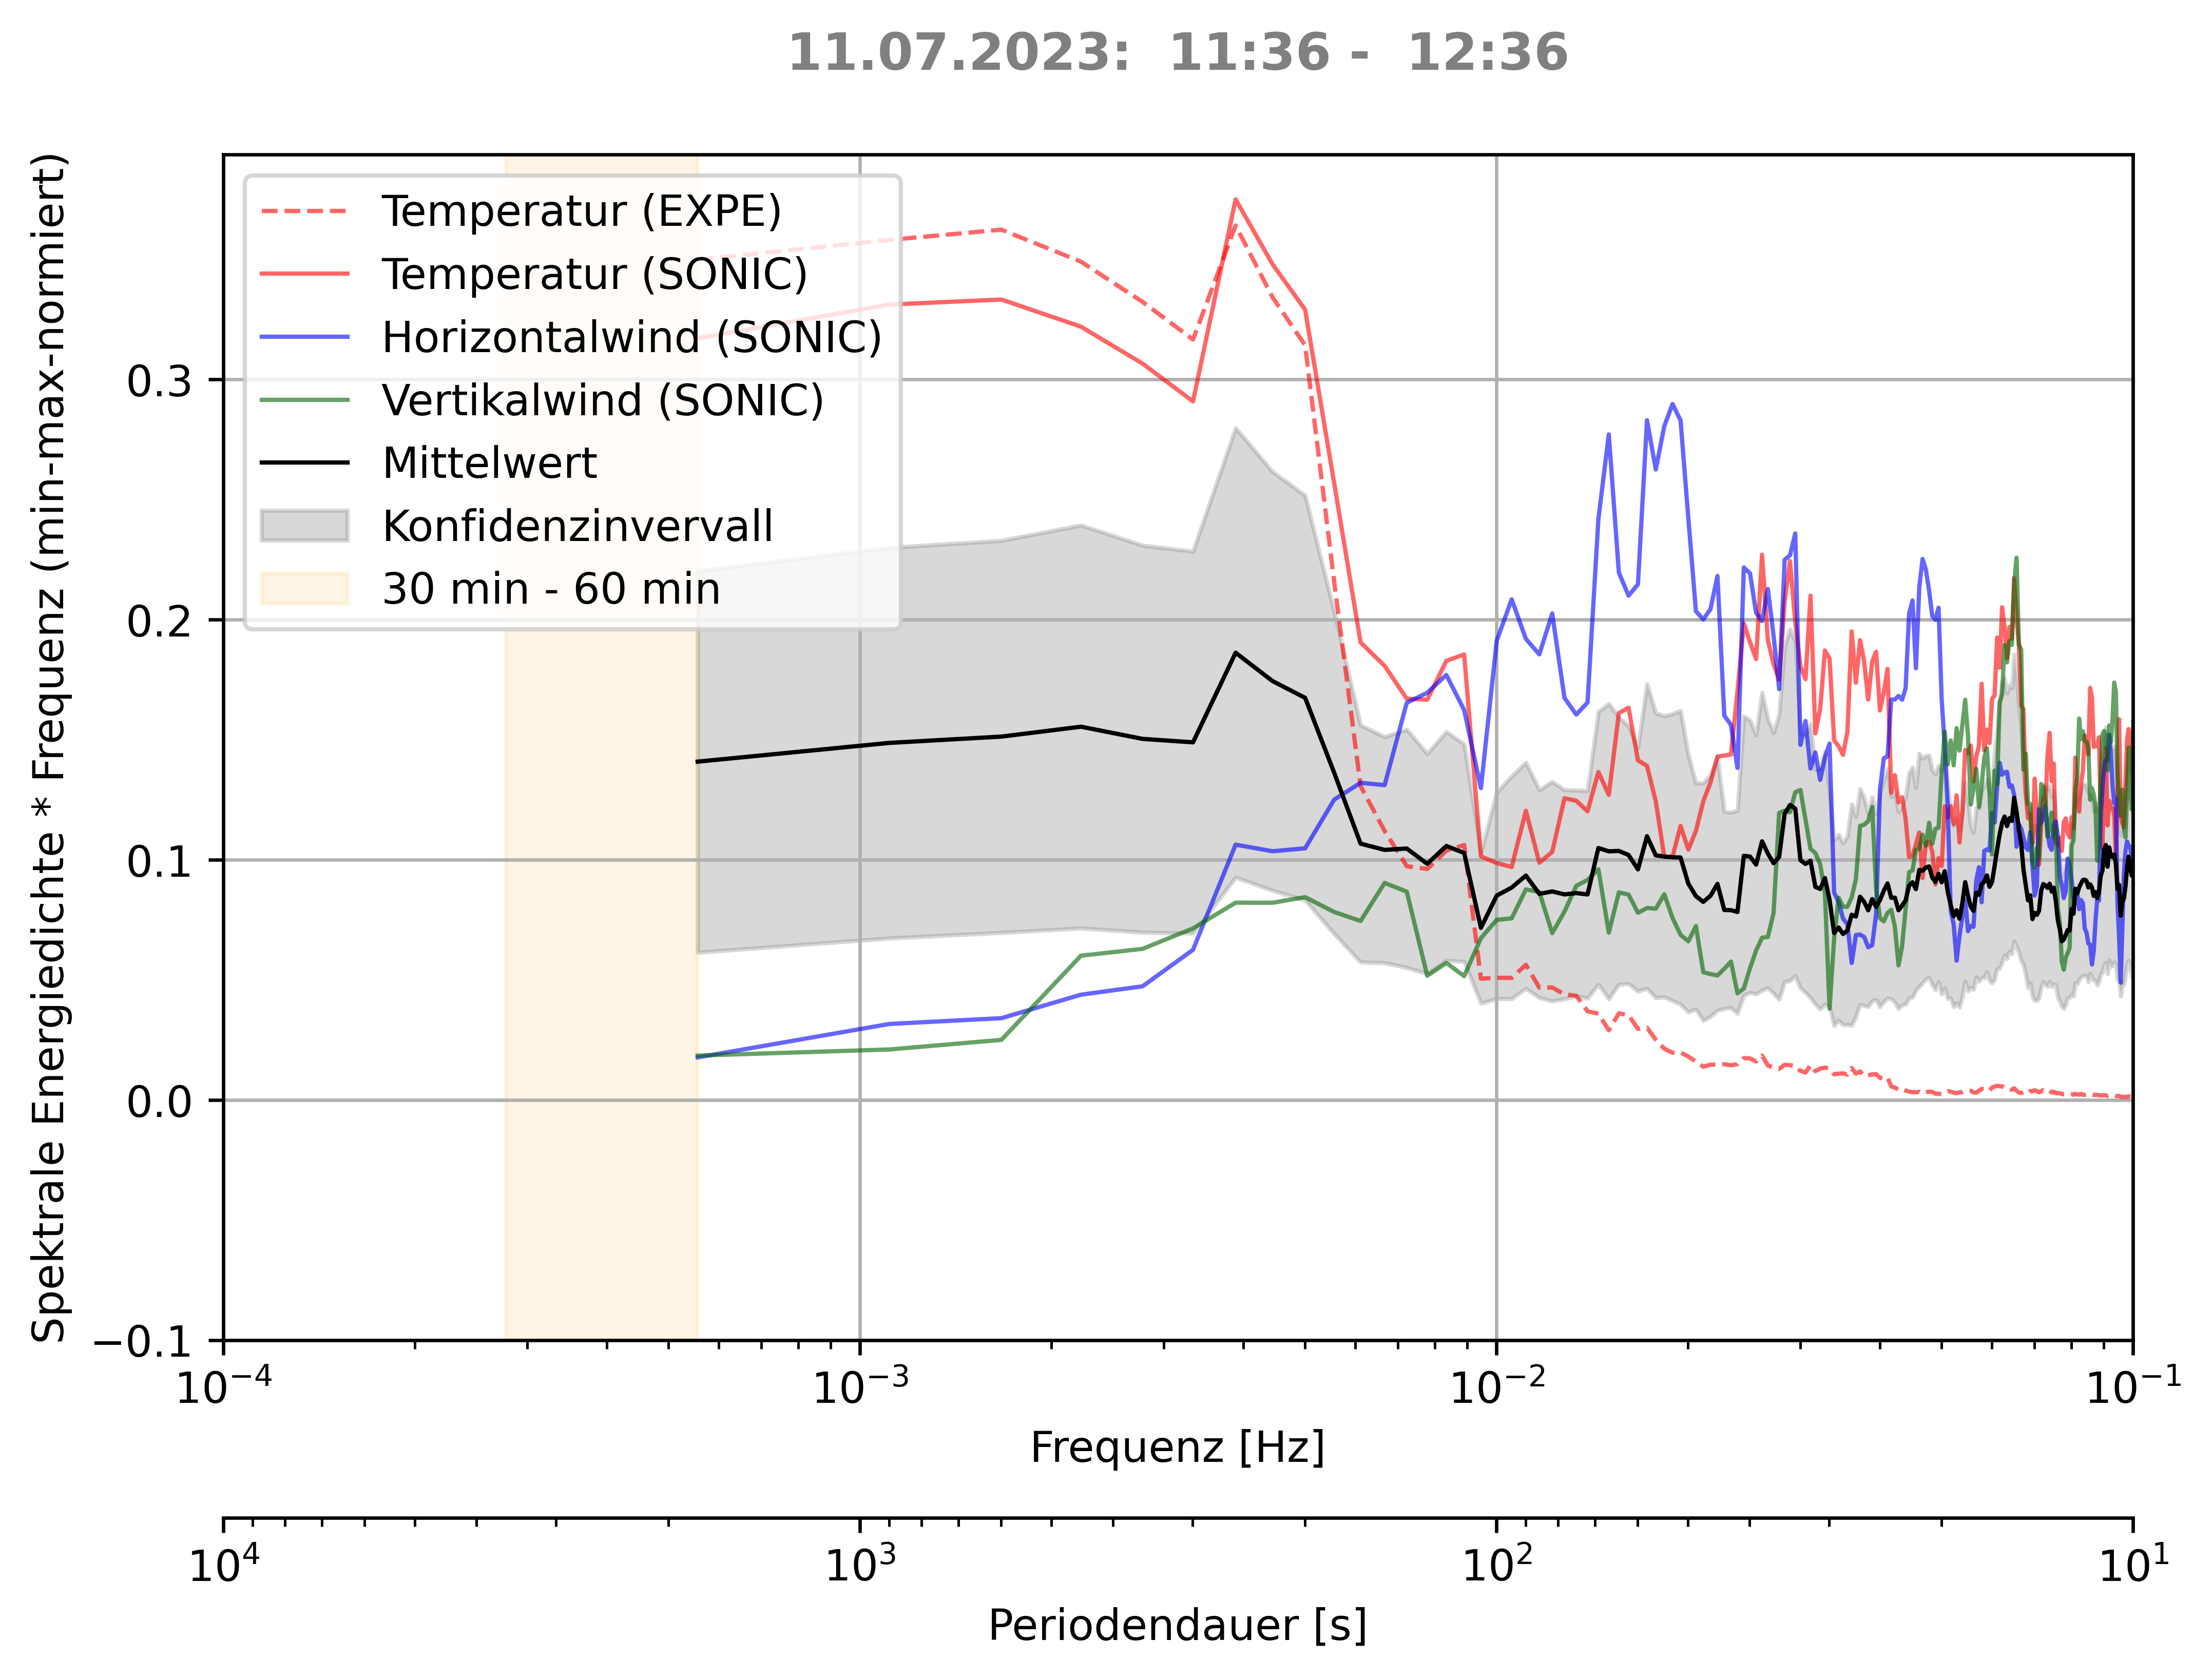 11.07.2023:  11:36 -  12:36
Spektrale Energiedichte * Frequenz (min-max-normiert)
Temperatur (EXPE)
Temperatur (SONIC)
Horizontalwind (SONIC)
Vertikalwind (SONIC)
Mittelwert
Konfidenzinvervall
30 min - 60 min
0.3
0.2
0.1
0.0
−0.1
10⁻⁴ 10⁻³ 10⁻² 10⁻¹
Frequenz [Hz]
10⁴ 10³ 10² 10¹
Periodendauer [s]